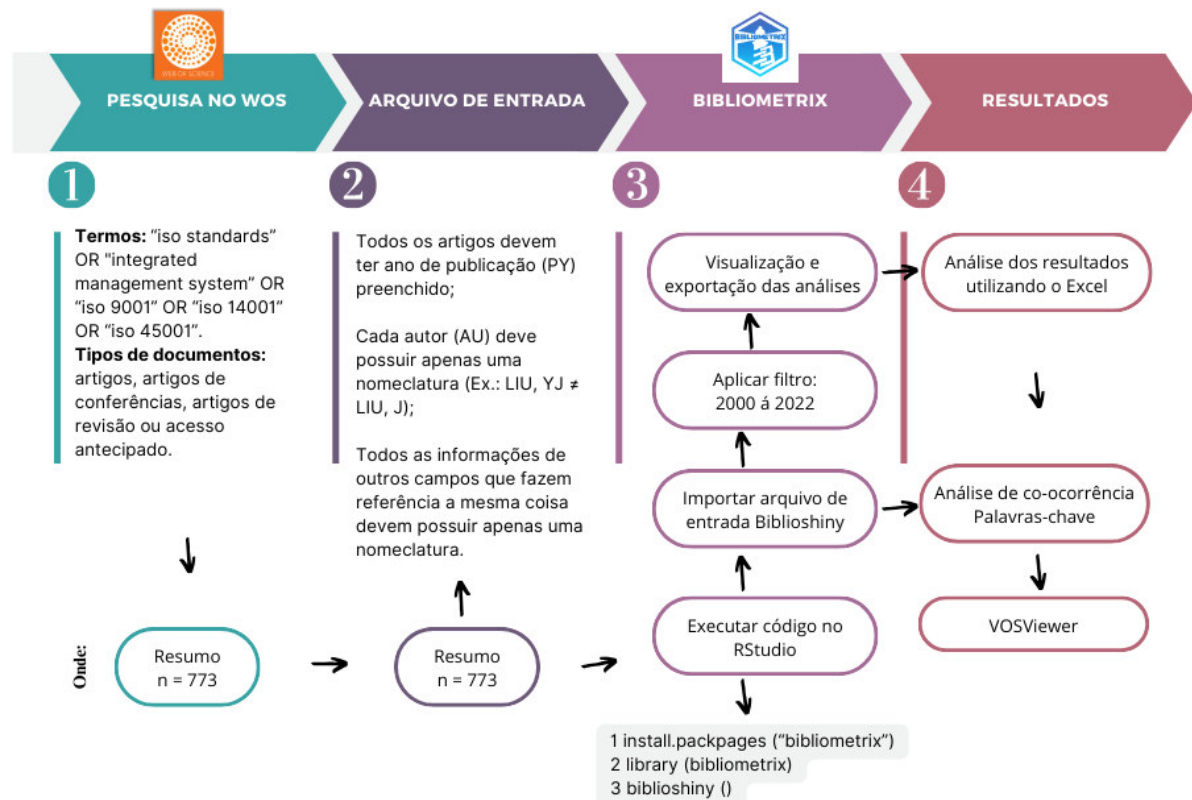 WEB OF SCIENCE
BIBLIOMETRIX
PESQUISA NO WOS
ARQUIVO DE ENTRADA
BIBLIOMETRIX
RESULTADOS
1
Termos: “iso standards”
OR "integrated
management system” OR
“iso 9001” OR “iso 14001”
OR “iso 45001”.
Tipos de documentos:
artigos, artigos de
conferências, artigos de
revisão ou acesso
antecipado.
Onde:
Resumo
n = 773
2
Todos os artigos devem
ter ano de publicação (PY)
preenchido;
Cada autor (AU) deve
possuir apenas uma
nomeclatura (Ex.: LIU, YJ ≠
LIU, J);
Todos as informações de
outros campos que fazem
referência a mesma coisa
devem possuir apenas uma
nomeclatura.
Resumo
n = 773
3
Visualização e
exportação das análises
Aplicar filtro:
2000 á 2022
Importar arquivo de
entrada Biblioshiny
Executar código no
RStudio
1 install.packpages (“bibliometrix”)
2 library (bibliometrix)
3 biblioshiny ()
4
Análise dos resultados
utilizando o Excel
Análise de co-ocorrência
Palavras-chave
VOSViewer